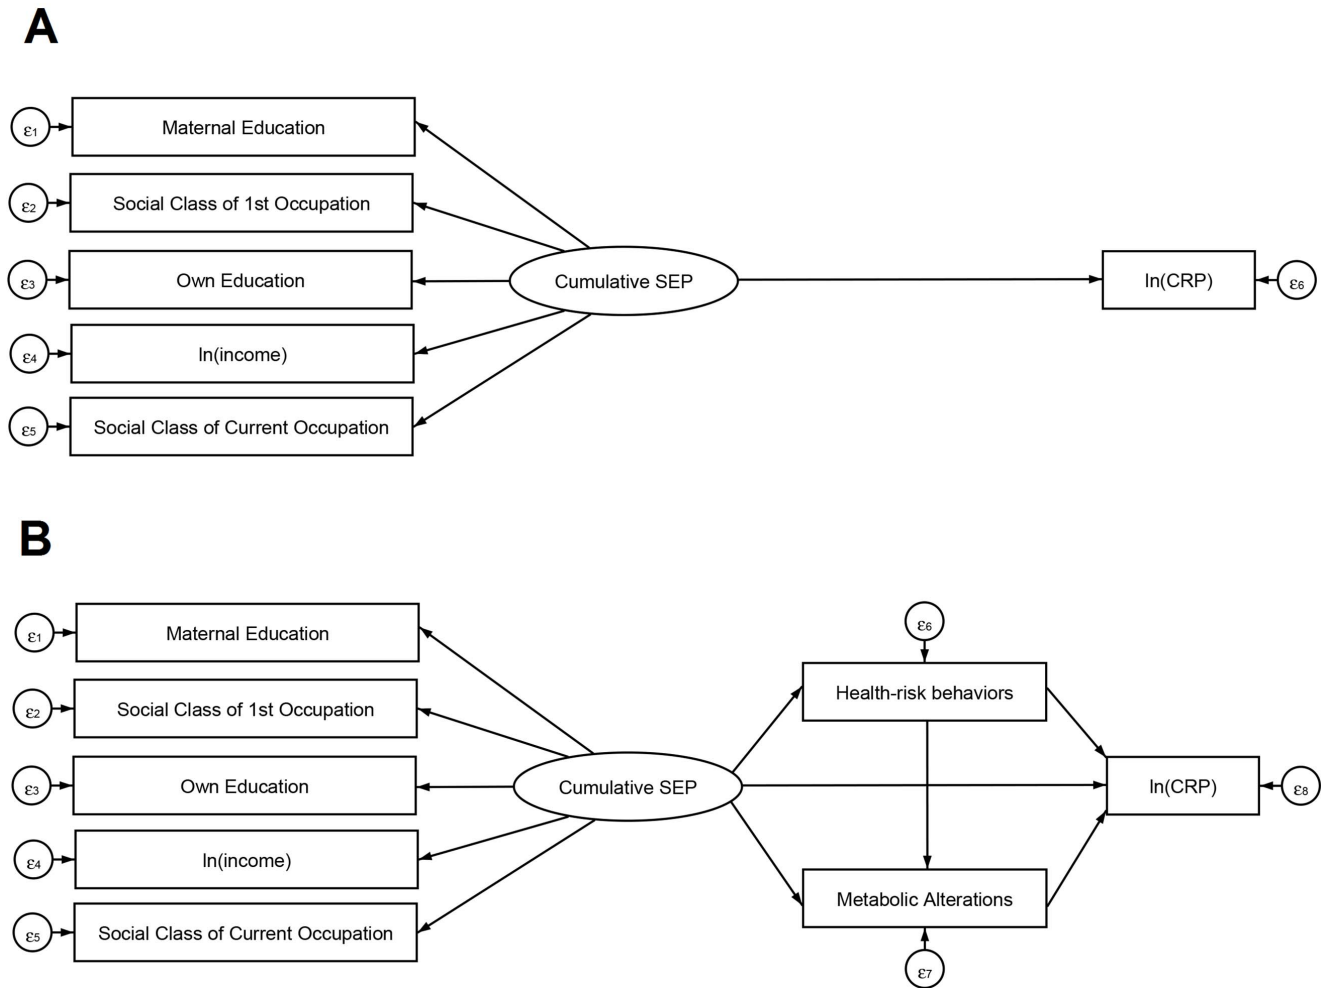 A
ε1 Maternal Education
ε2 Social Class of 1st Occupation
ε3 Own Education Cumulative SEP ln(CRP) ε6
ε4 ln(income)
ε5 Social Class of Current Occupation
B
ε6
ε1 Maternal Education
Health-risk behaviors
ε2 Social Class of 1st Occupation
ε3 Own Education Cumulative SEP ln(CRP) ε8
ε4 ln(income)
Metabolic Alterations
ε5 Social Class of Current Occupation
ε7